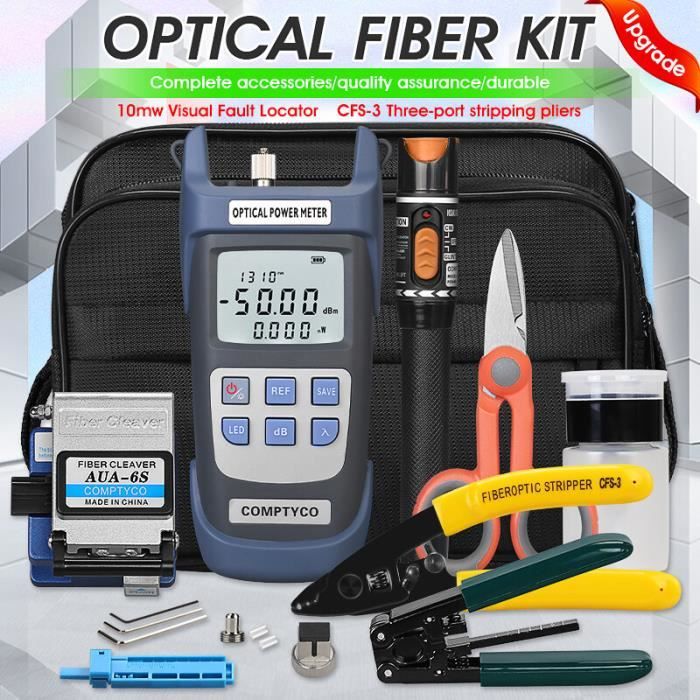 OPTICAL FIBER KIT
Upgrade
Complete accessories/quality assurance/durable
10mw Visual Fault Locator CFS-3 Three-port stripping pliers
OPTICAL POWER METER
1310nm
-50.00 dBm
0.000 nW
REF
SAVE
LED
dB
λ
COMPTYCO
Fiber Cleaver
FIBER CLEAVER
AUA-6S
COMPTYCO
MADE IN CHINA
FIBEROPTIC STRIPPER CFS-3